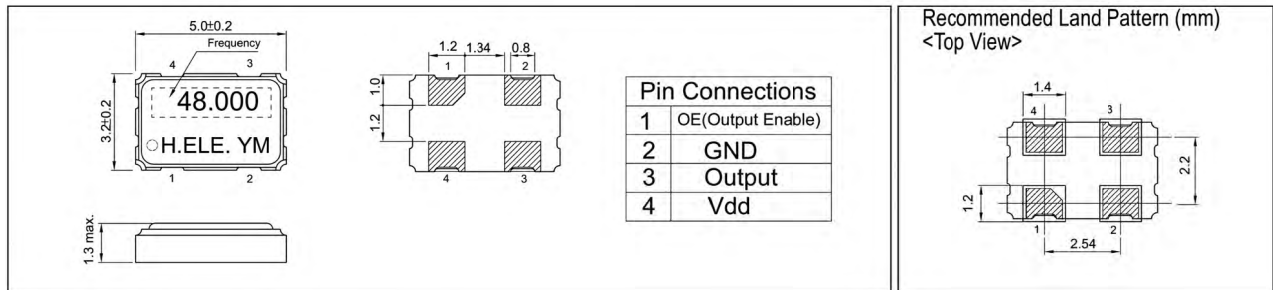 5.0±0.2
Frequency
4 3
48.000
H.ELE. YM
3.2±0.2
1 2
1.3 max.
1.2 1.34 0.8
1 2
1.0
1.2
4 3
Pin Connections
1 OE(Output Enable)
2 GND
3 Output
4 Vdd
Recommended Land Pattern (mm)
<Top View>
1.4
4 3
2.2
1.2
1 2
2.54